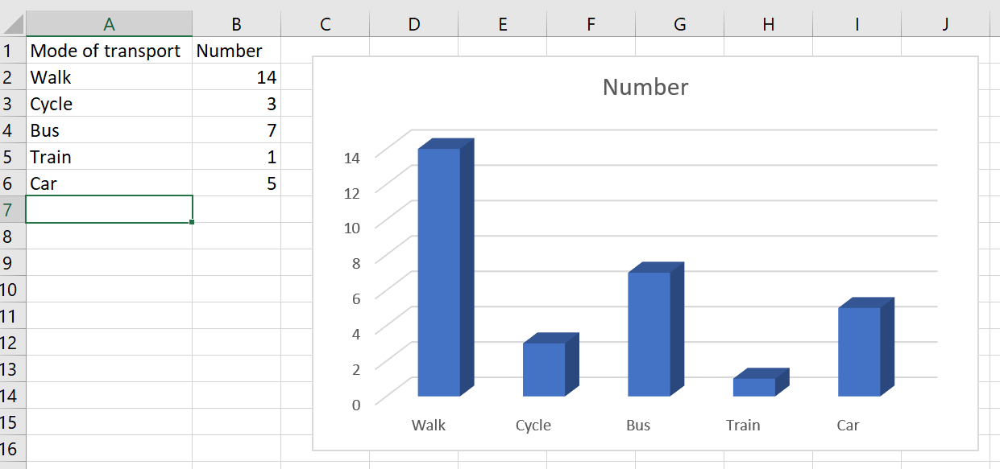 A B C D E F G H I J
1 Mode of transport Number
2 Walk 14
3 Cycle 3
4 Bus 7
5 Train 1
6 Car 5
7
8
9
10
11
12
13
14
15
16
Number
14
12
10
8
6
4
2
0
Walk Cycle Bus Train Car